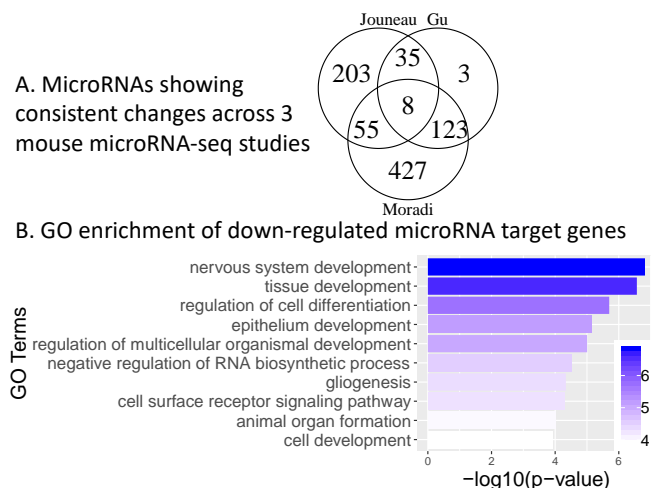 Jouneau Gu
A. MicroRNAs showing
consistent changes across 3
mouse microRNA-seq studies
203 35 3
8
55 123
427
Moradi
B. GO enrichment of down-regulated microRNA target genes
GO Terms
nervous system development
tissue development
regulation of cell differentiation
epithelium development
regulation of multicellular organismal development
negative regulation of RNA biosynthetic process
gliogenesis
cell surface receptor signaling pathway
animal organ formation
cell development
6
5
4
0 2 4 6
−log10(p−value)